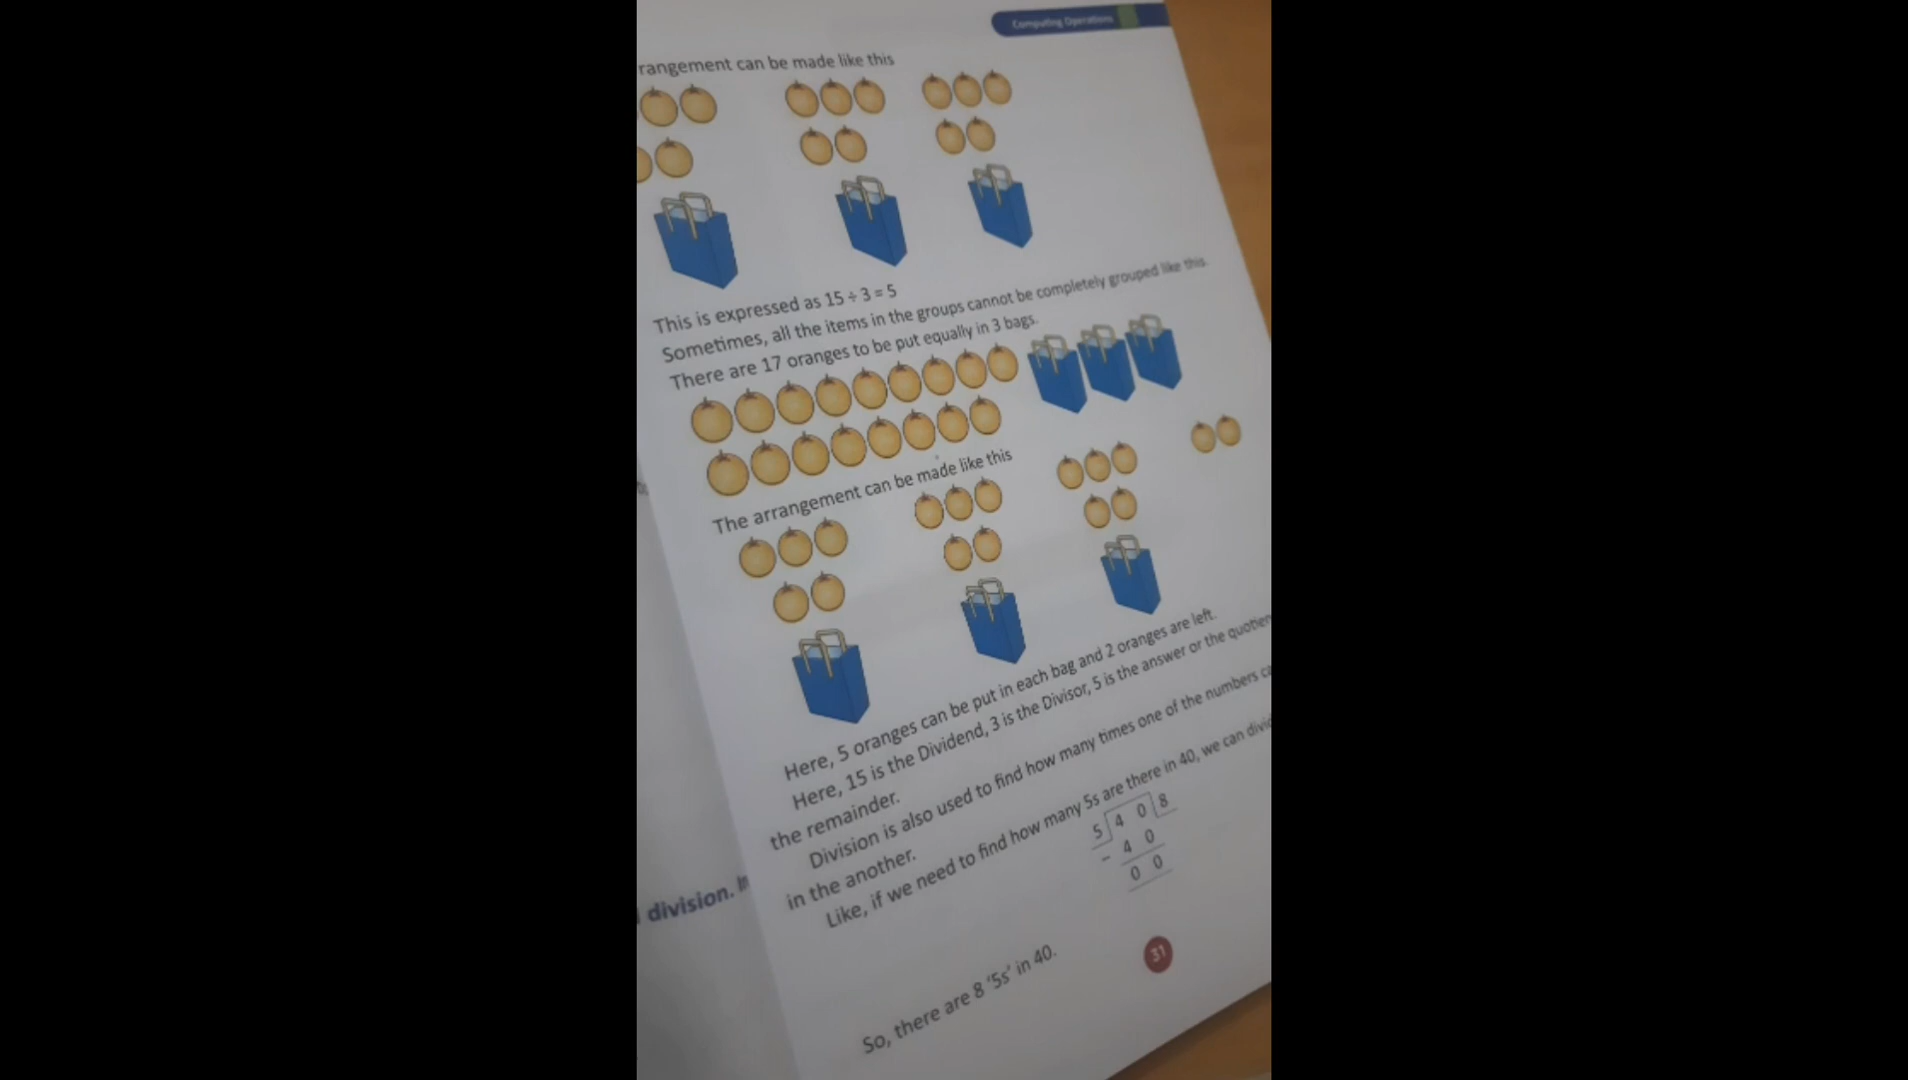 Computing Operations
rangement can be made like this
This is expressed as 15 ÷ 3 = 5
Sometimes, all the items in the groups cannot be completely grouped like this.
There are 17 oranges to be put equally in 3 bags.
The arrangement can be made like this
Here, 5 oranges can be put in each bag and 2 oranges are left.
Here, 15 is the Dividend, 3 is the Divisor, 5 is the answer or the quotien
the remainder.
Division is also used to find how many times one of the numbers ca
in the another.
Like, if we need to find how many 5s are there in 40, we can divid
5 4 0 8
- 4 0
0 0
So, there are 8 '5s' in 40.
31
division.